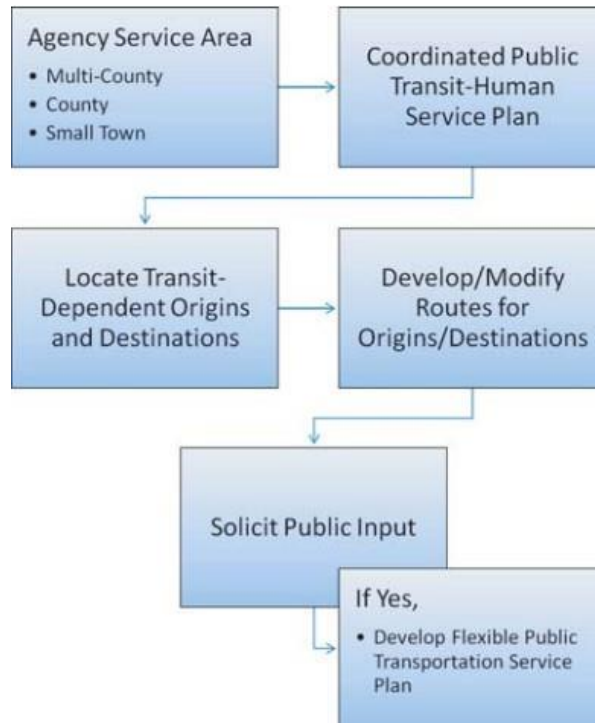 Agency Service Area
• Multi-County
• County
• Small Town
Coordinated Public
Transit-Human
Service Plan
Locate Transit-
Dependent Origins
and Destinations
Develop/Modify
Routes for
Origins/Destinations
Solicit Public Input
If Yes,
• Develop Flexible Public
Transportation Service
Plan